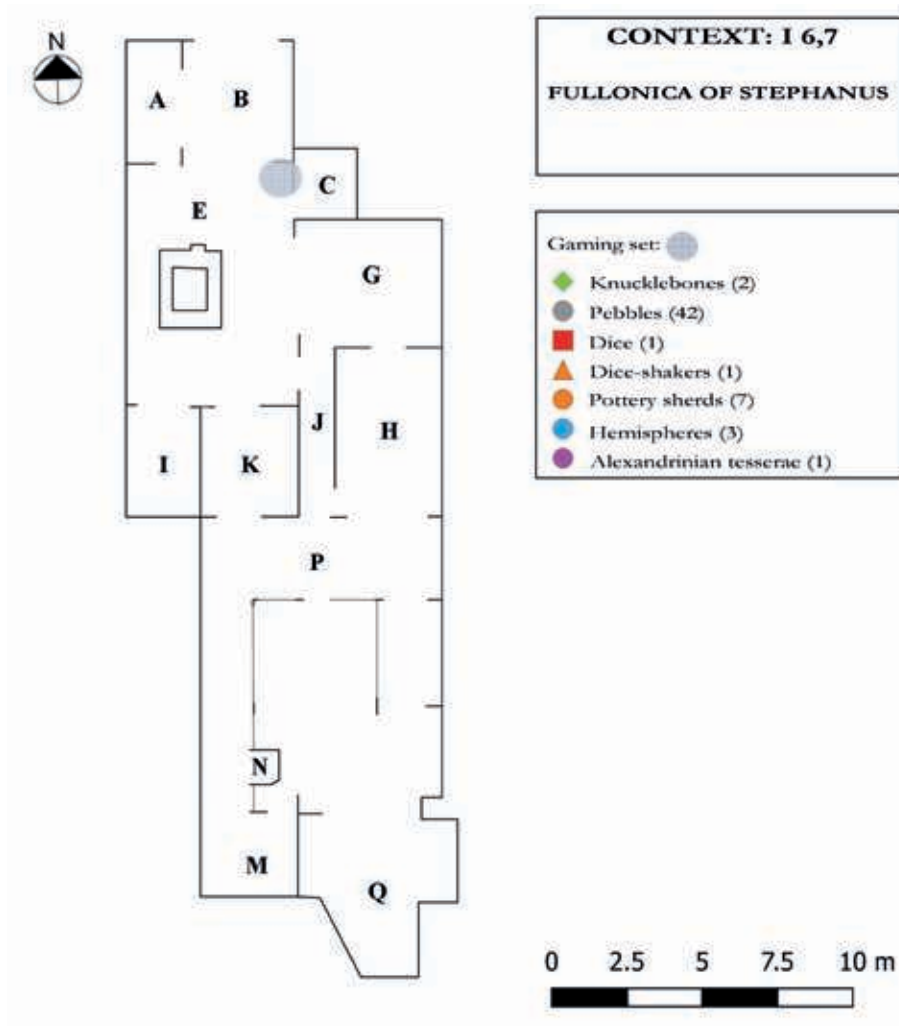 N
CONTEXT: I 6,7
FULLONICA OF STEPHANUS
A
B
C
E
G
Gaming set:
Knucklebones (2)
Pebbles (42)
Dice (1)
Dice-shakers (1)
Pottery sherds (7)
Hemispheres (3)
Alexandrinian tesserae (1)
J
H
I
K
P
N
M
Q
0 2.5 5 7.5 10 m